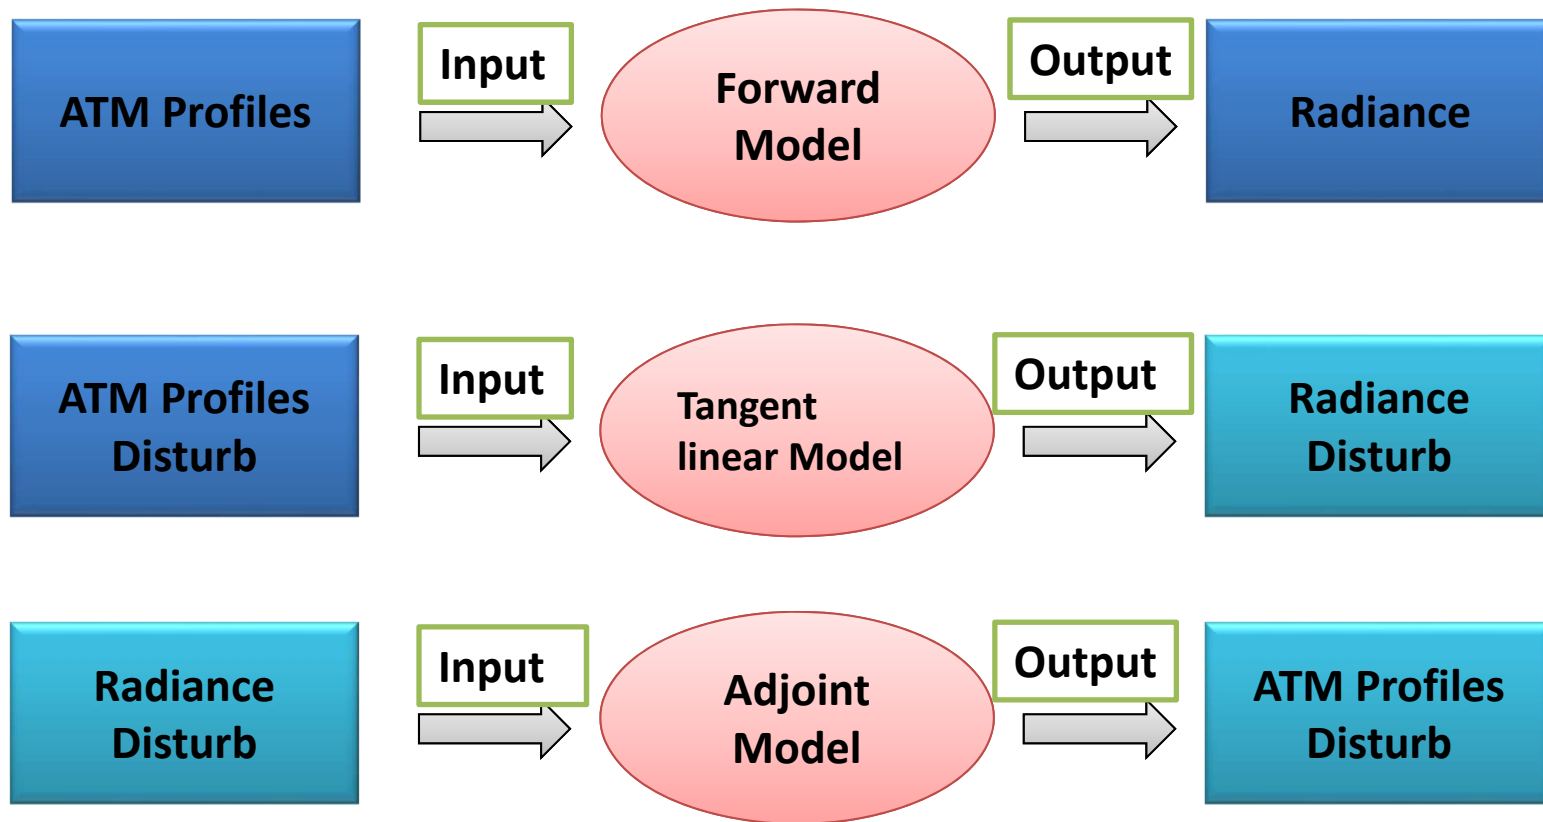 ATM Profiles
Input
Forward
Model
Output
Radiance
ATM Profiles
Disturb
Input
Tangent
linear Model
Output
Radiance
Disturb
Radiance
Disturb
Input
Adjoint
Model
Output
ATM Profiles
Disturb